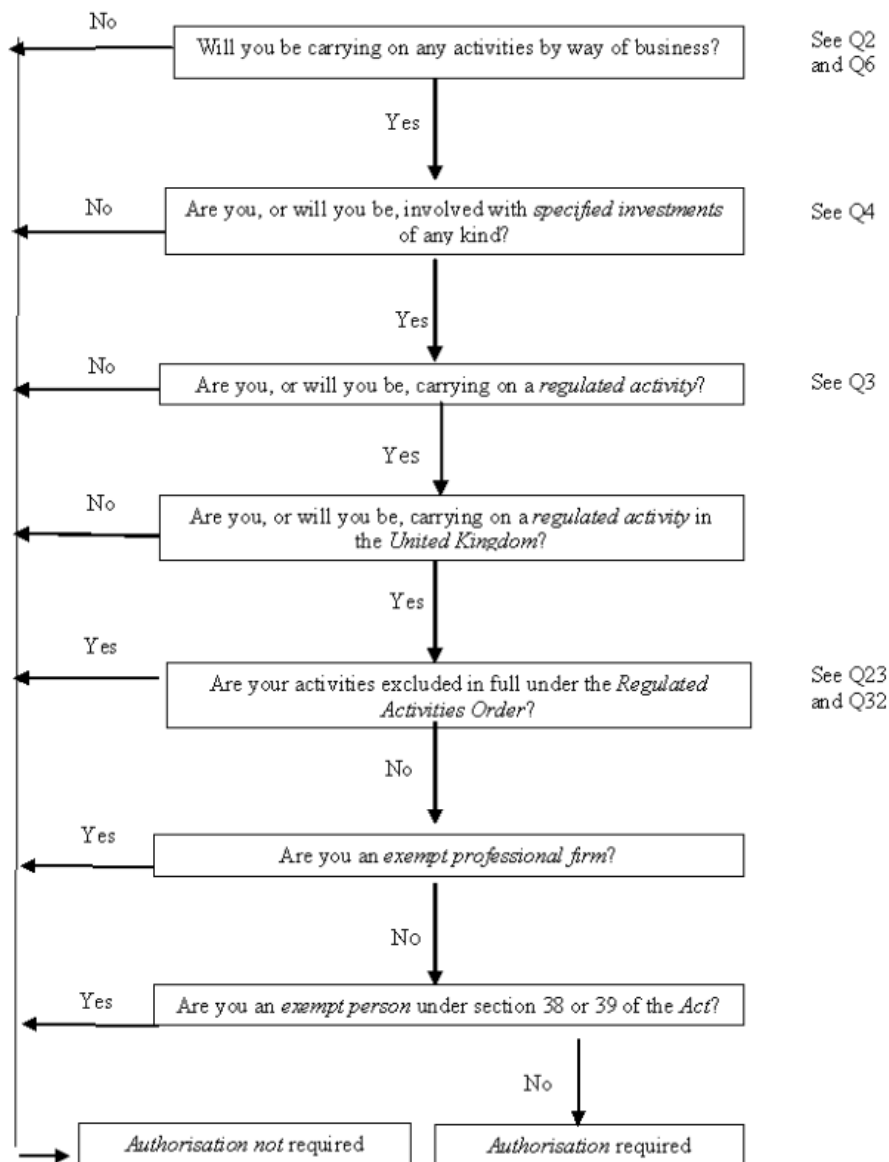 No
Will you be carrying on any activities by way of business?
See Q2
and Q6
Yes
No
Are you, or will you be, involved with specified investments
of any kind?
See Q4
Yes
No
Are you, or will you be, carrying on a regulated activity?
See Q3
Yes
No
Are you, or will you be, carrying on a regulated activity in
the United Kingdom?
Yes
Yes
Are your activities excluded in full under the Regulated
Activities Order?
See Q23
and Q32
No
Yes
Are you an exempt professional firm?
No
Yes
Are you an exempt person under section 38 or 39 of the Act?
No
Authorisation not required
Authorisation required